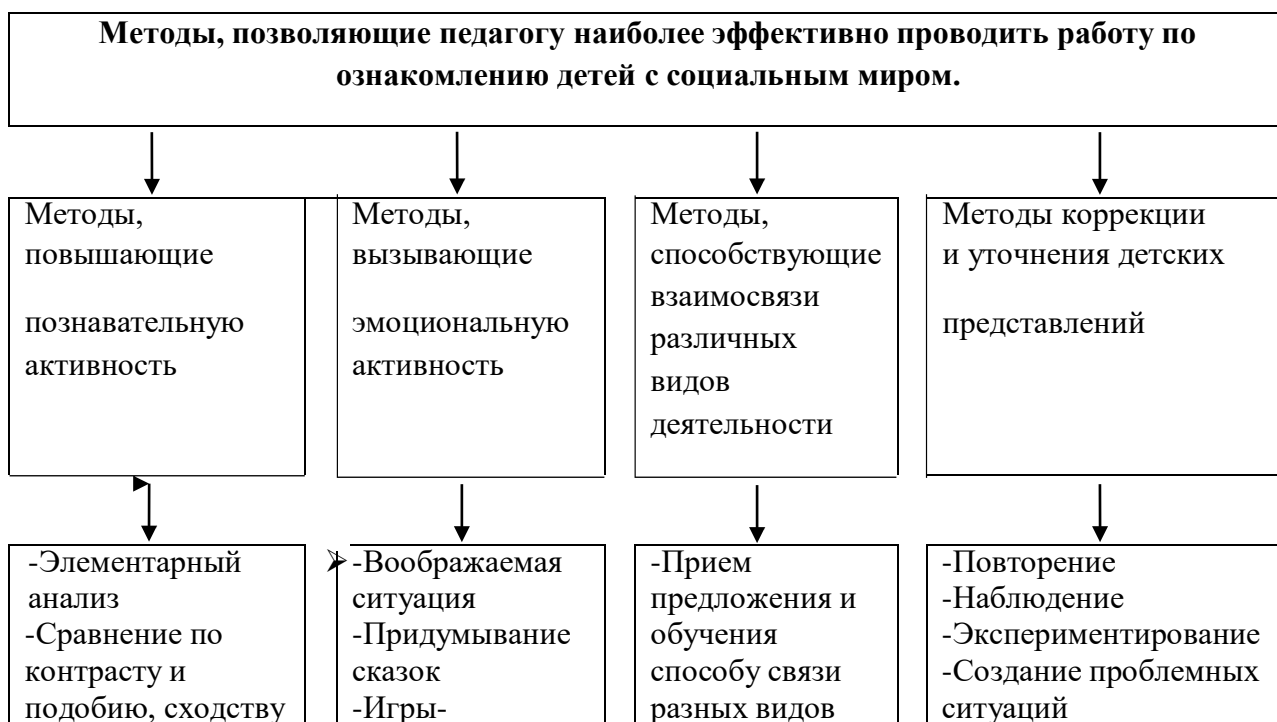 Методы, позволяющие педагогу наиболее эффективно проводить работу по
ознакомлению детей с социальным миром.
Методы,
повышающие
познавательную
активность
Методы,
вызывающие
эмоциональную
активность
Методы,
способствующие
взаимосвязи
различных
видов
деятельности
Методы коррекции
и уточнения детских
представлений
-Элементарный
анализ
-Сравнение по
контрасту и
подобию, сходству
-Воображаемая
ситуация
-Придумывание
сказок
-Игры-
-Прием
предложения и
обучения
способу связи
разных видов
-Повторение
-Наблюдение
-Экспериментирование
-Создание проблемных
ситуаций